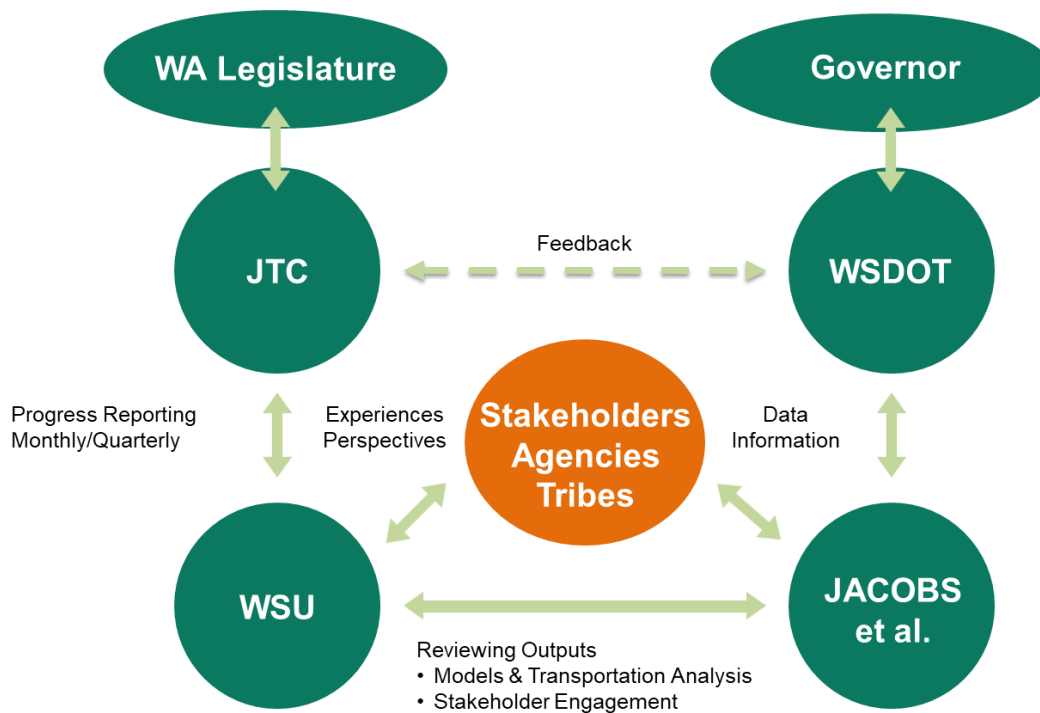 WA Legislature
Governor
JTC
Feedback
WSDOT
Progress Reporting
Monthly/Quarterly
Experiences
Perspectives
Stakeholders
Agencies
Tribes
Data
Information
WSU
JACOBS
et al.
Reviewing Outputs
• Models & Transportation Analysis
• Stakeholder Engagement